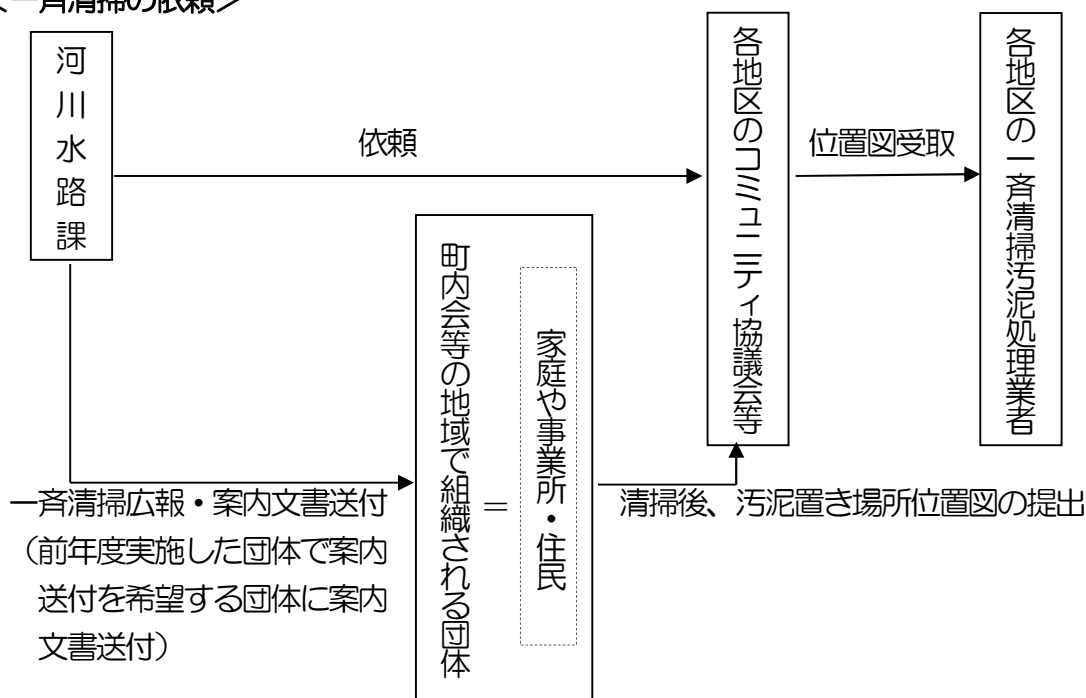 ＜一斉清掃の依頼＞
河川水路課
依頼
各地区のコミュニティ協議会等
位置図受取
各地区の一斉清掃汚泥処理業者
町内会等の地域で組織される団体
＝
家庭や事業所・住民
一斉清掃広報・案内文書送付
（前年度実施した団体で案内
送付を希望する団体に案内
文書送付）
清掃後、汚泥置き場所位置図の提出